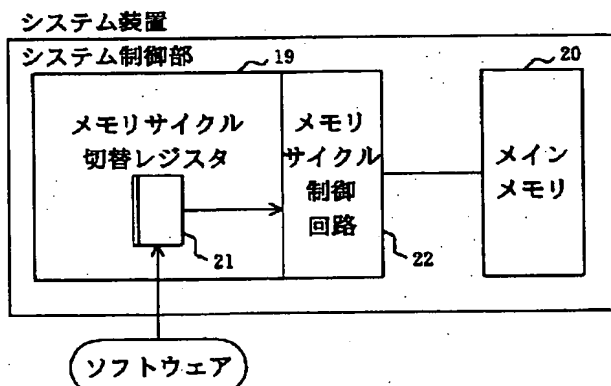 システム装置
システム制御部
19
20
メモリサイクル
切替レジスタ
メモリ
サイクル
制御
回路
メイン
メモリ
21
22
ソフトウェア